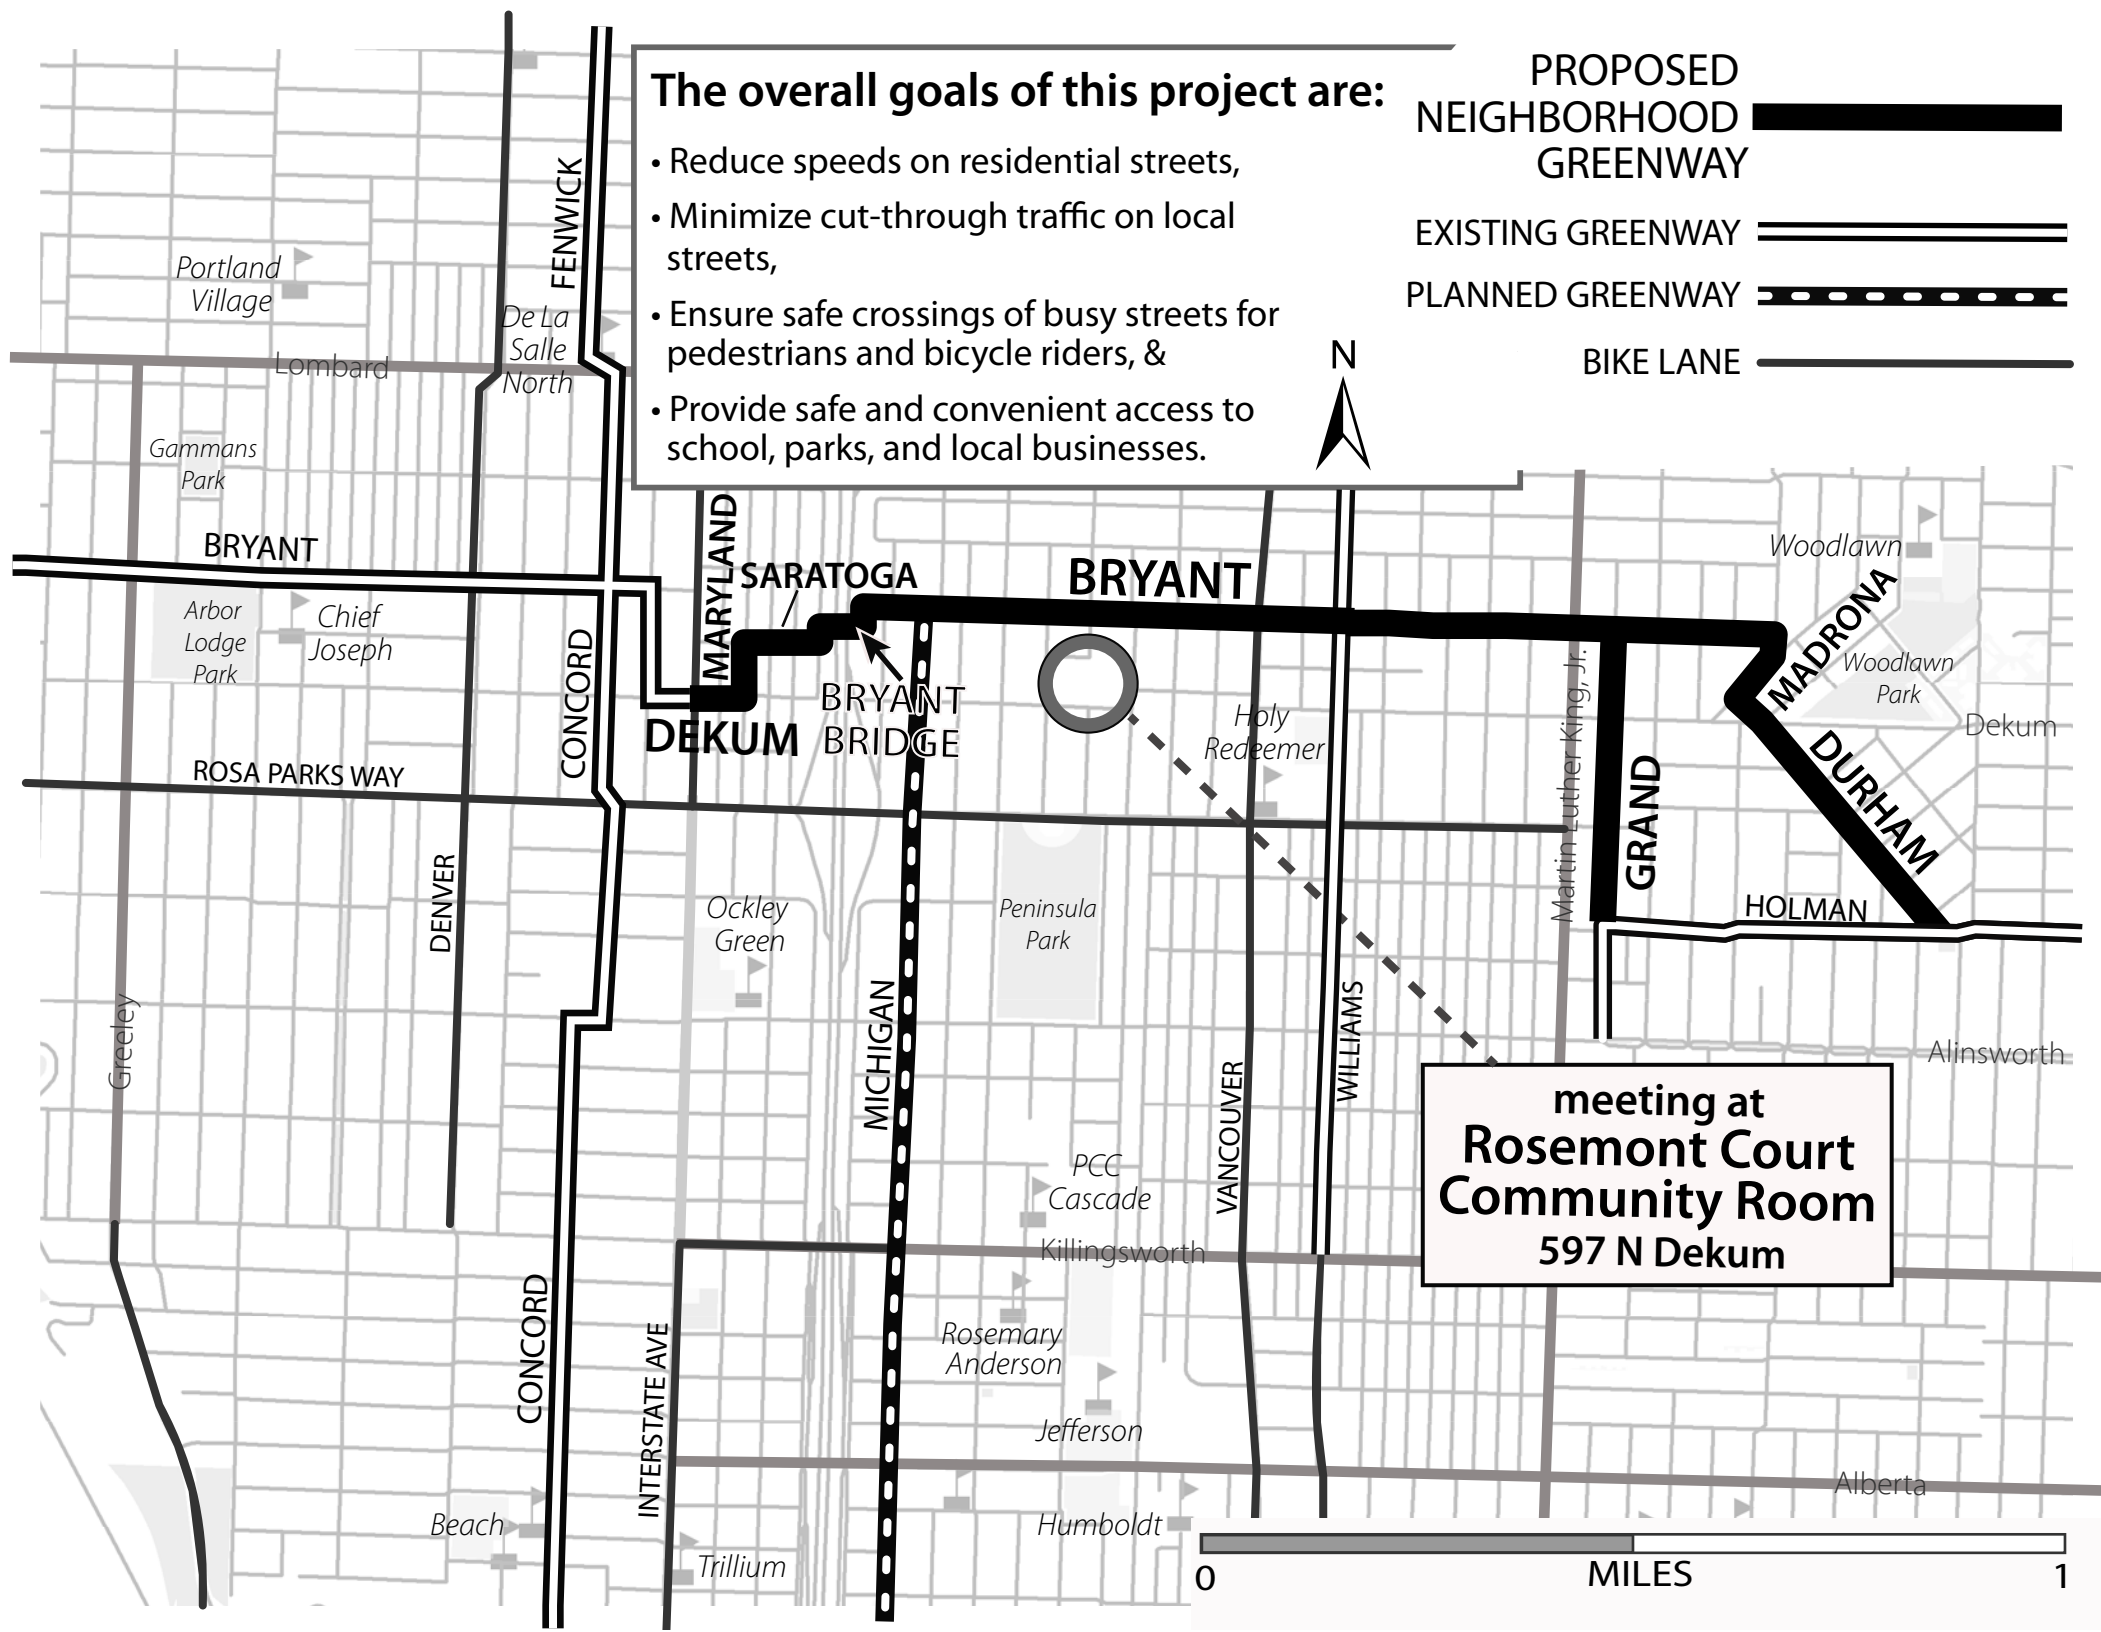 The overall goals of this project are:
• Reduce speeds on residential streets,
• Minimize cut-through traffic on local
streets,
• Ensure safe crossings of busy streets for
pedestrians and bicycle riders, &
• Provide safe and convenient access to
school, parks, and local businesses.
PROPOSED
NEIGHBORHOOD
GREENWAY
EXISTING GREENWAY
PLANNED GREENWAY
BIKE LANE
N
FENWICK
Portland
Village
De La
Salle
North
Lombard
Gammans
Park
BRYANT
Arbor
Lodge
Park
Chief
Joseph
CONCORD
MARYLAND
SARATOGA
BRYANT
DEKUM
BRYANT
BRIDGE
Holy
Redeemer
Martin Luther King, Jr.
Woodlawn
MADRONA
Woodlawn
Park
Dekum
DURHAM
GRAND
HOLMAN
ROSA PARKS WAY
DENVER
Greeley
Ockley
Green
Peninsula
Park
MICHIGAN
VANCOUVER
WILLIAMS
Alinsworth
meeting at
Rosemont Court
Community Room
597 N Dekum
PCC
Cascade
Killingsworth
Rosemary
Anderson
Jefferson
CONCORD
INTERSTATE AVE
Alberta
Beach
Trillium
Humboldt
0
MILES
1